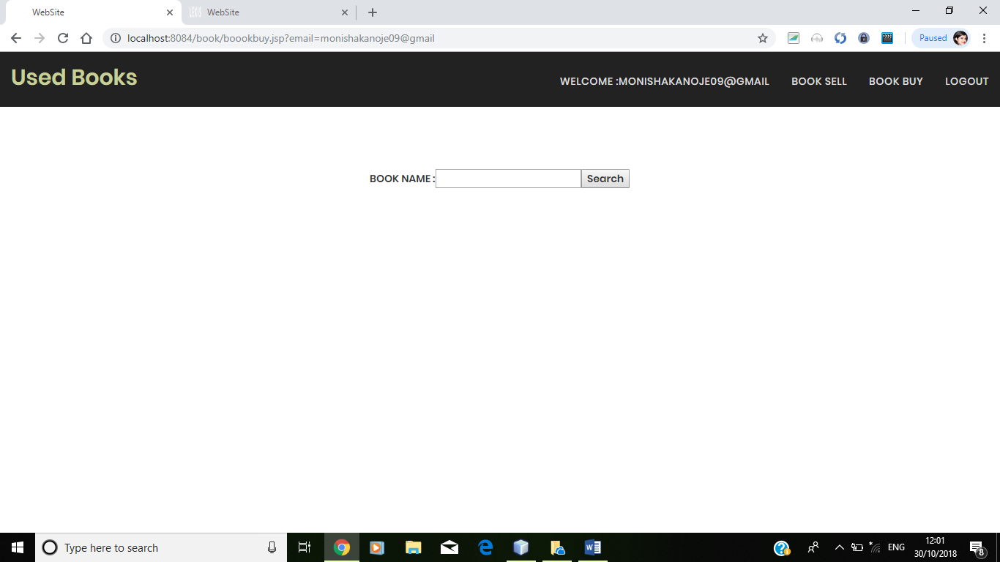 WebSite
LEXIS WebSite
localhost:8084/book/boookbuy.jsp?email=monishakanoje09@gmail
Paused
Used Books
WELCOME :MONISHAKANOJE09@GMAIL BOOK SELL BOOK BUY LOGOUT
BOOK NAME : Search
Type here to search
ENG
12:01
30/10/2018
8